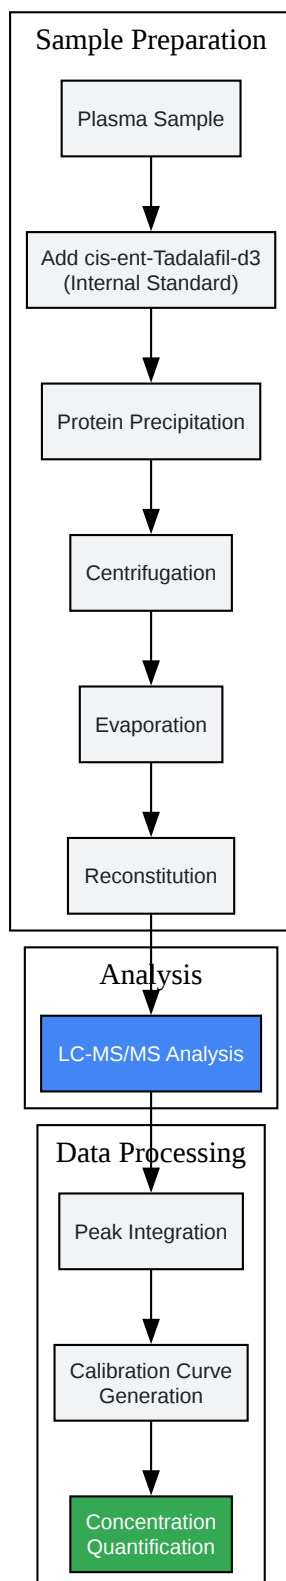 Sample Preparation
Plasma Sample
Add cis-ent-Tadalafil-d3
(Internal Standard)
Protein Precipitation
Centrifugation
Evaporation
Reconstitution
Analysis
LC-MS/MS Analysis
Data Processing
Peak Integration
Calibration Curve
Generation
Concentration
Quantification